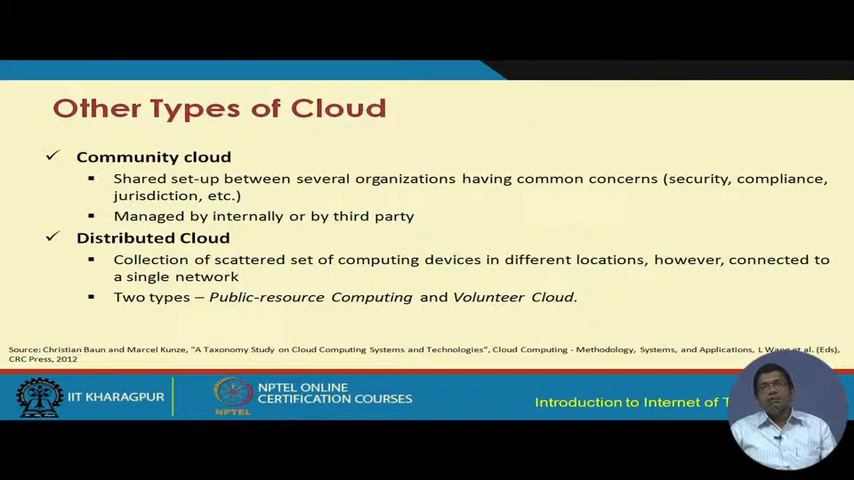 Other Types of Cloud
Community cloud
Shared set-up between several organizations having common concerns (security, compliance,
jurisdiction, etc.)
Managed by internally or by third party
Distributed Cloud
Collection of scattered set of computing devices in different locations, however, connected to
a single network
Two types – Public-resource Computing and Volunteer Cloud.
Source: Christian Baun and Marcel Kunze, "A Taxonomy Study on Cloud Computing Systems and Technologies", Cloud Computing - Methodology, Systems, and Applications, L Wang et al. (Eds),
CRC Press, 2012
IIT KHARAGPUR
NPTEL
NPTEL ONLINE
CERTIFICATION COURSES
Introduction to Internet of